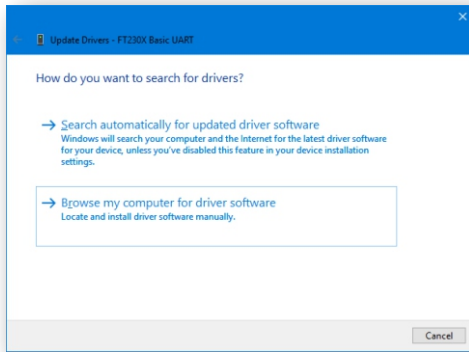 Update Drivers - FT230X Basic UART
How do you want to search for drivers?
Search automatically for updated driver software
Windows will search your computer and the Internet for the latest driver software
for your device, unless you've disabled this feature in your device installation
settings.
Browse my computer for driver software
Locate and install driver software manually.
Cancel